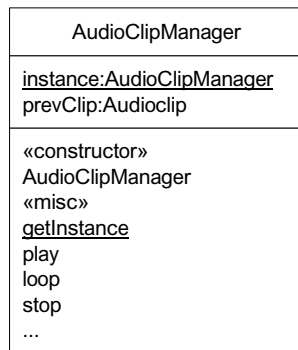 AudioClipManager
instance:AudioClipManager
prevClip:Audioclip
«constructor»
AudioClipManager
«misc»
getInstance
play
loop
stop
...